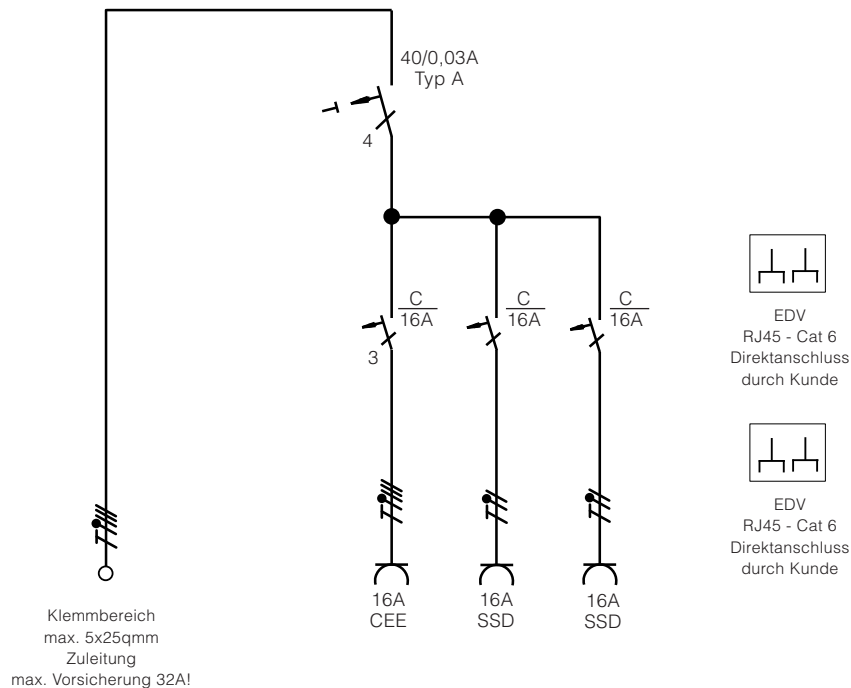 40/0,03A
Typ A
4
C
16A
3
C
16A
C
16A
16A
CEE
16A
SSD
16A
SSD
Klemmbereich
max. 5x25qmm
Zuleitung
max. Vorsicherung 32A!
EDV
RJ45 - Cat 6
Direktanschluss
durch Kunde
EDV
RJ45 - Cat 6
Direktanschluss
durch Kunde